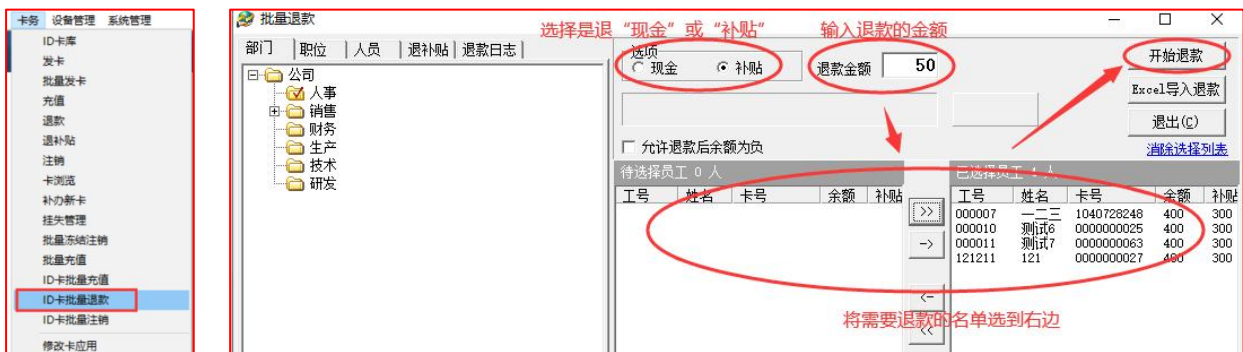 卡务 设备管理 系统管理
ID卡库
发卡
批量发卡
充值
退款
退补贴
注销
卡浏览
补办新卡
挂失管理
批量冻结注销
批量充值
ID卡批量充值
ID卡批量退款
ID卡批量注销
修改卡应用
批量退款
选择是退“现金”或“补贴”
输入退款的金额
部门 职位 人员 退补贴 退款日志
公司
人事
销售
财务
生产
技术
研发
选项
现金 补贴
退款金额 50
开始退款
Excel导入退款
退出(C)
允许退款后余额为负
消除选择列表
待选择员工 0 人
已选择员工 4 人
工号 姓名 卡号 余额 补贴
工号 姓名 卡号 余额 补贴
000007 一二三 1040728248 400 300
000010 测试6 0000000025 400 300
000011 测试7 0000000063 400 300
121211 121 0000000027 400 300
>>
->
<-
<<
将需要退款的名单选到右边